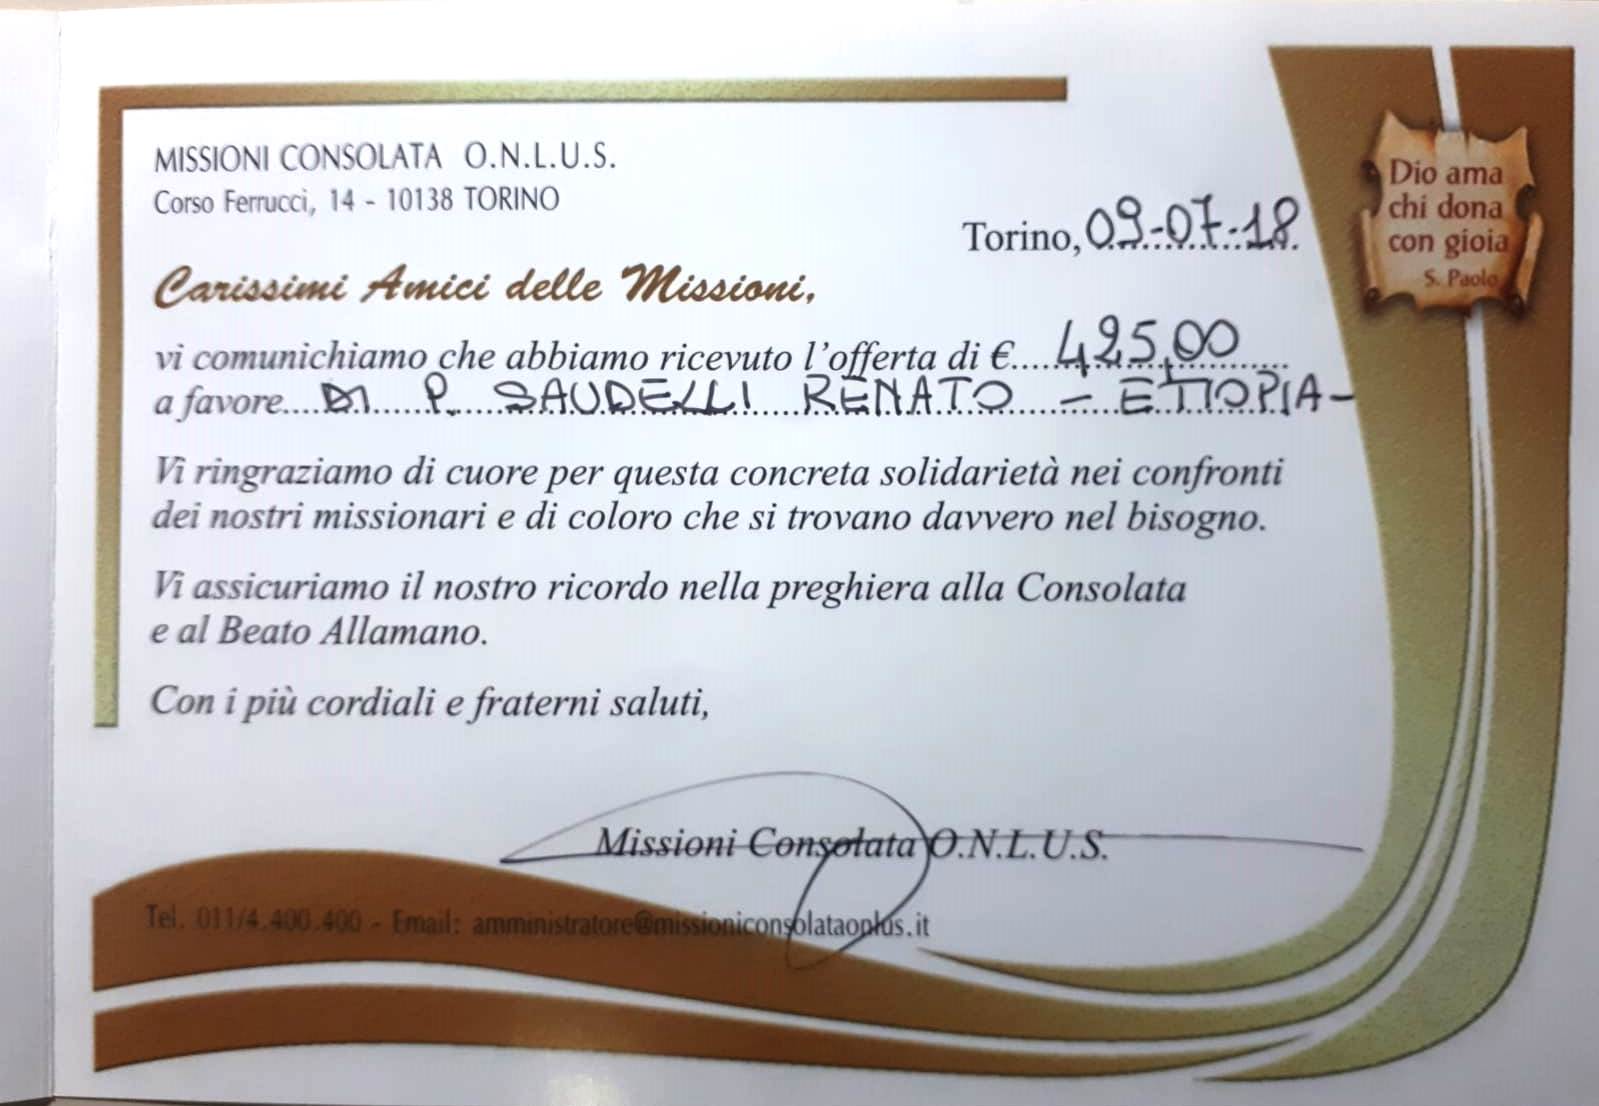 MISSIONI CONSOLATA O.N.L.U.S.
Corso Ferrucci, 14 - 10138 TORINO
Dio ama
chi dona
con gioia
S. Paolo
Torino, 09-07-18
Carissimi Amici delle Missioni,
vi comunichiamo che abbiamo ricevuto l'offerta di €....425,00
a favore....DI P. SAUDELLI RENATO - ETIOPIA-
Vi ringraziamo di cuore per questa concreta solidarietà nei confronti
dei nostri missionari e di coloro che si trovano davvero nel bisogno.
Vi assicuriamo il nostro ricordo nella preghiera alla Consolata
e al Beato Allamano.
Con i più cordiali e fraterni saluti,
Missioni Consolata O.N.L.U.S.
Tel. 011/4.400.400 - Email: amministratore@missioniconsolataonlus.it